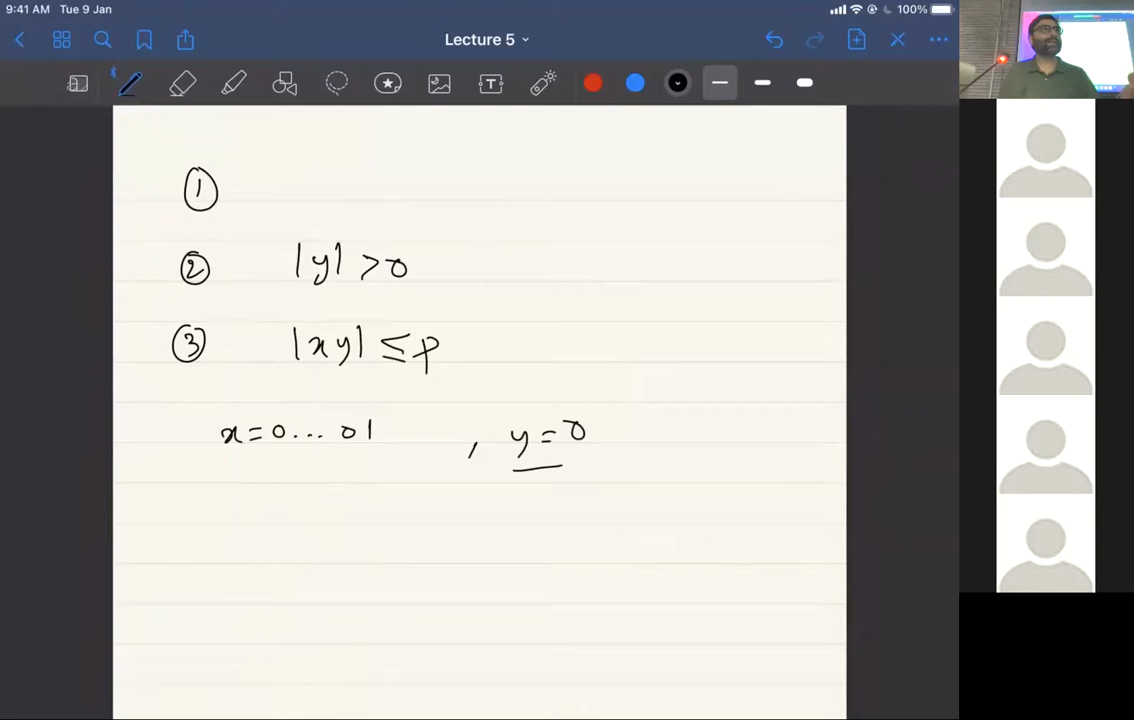 9:41 AM Tue 9 Jan 100%
Lecture 5
T
①
② |y| > 0
③ |xy| ≤ p
x = 0 ... 01 , y = 0